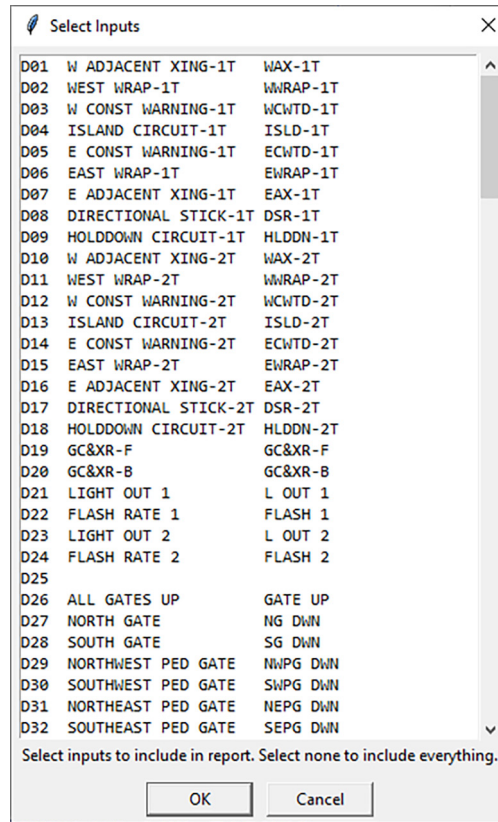 Select Inputs
D01 W ADJACENT XING-1T WAX-1T
D02 WEST WRAP-1T WWRAP-1T
D03 W CONST WARNING-1T WCWTD-1T
D04 ISLAND CIRCUIT-1T ISLD-1T
D05 E CONST WARNING-1T ECWTD-1T
D06 EAST WRAP-1T EWRAP-1T
D07 E ADJACENT XING-1T EAX-1T
D08 DIRECTIONAL STICK-1T DSR-1T
D09 HOLDDOWN CIRCUIT-1T HLDDN-1T
D10 W ADJACENT XING-2T WAX-2T
D11 WEST WRAP-2T WWRAP-2T
D12 W CONST WARNING-2T WCWTD-2T
D13 ISLAND CIRCUIT-2T ISLD-2T
D14 E CONST WARNING-2T ECWTD-2T
D15 EAST WRAP-2T EWRAP-2T
D16 E ADJACENT XING-2T EAX-2T
D17 DIRECTIONAL STICK-2T DSR-2T
D18 HOLDDOWN CIRCUIT-2T HLDDN-2T
D19 GC&XR-F GC&XR-F
D20 GC&XR-B GC&XR-B
D21 LIGHT OUT 1 L OUT 1
D22 FLASH RATE 1 FLASH 1
D23 LIGHT OUT 2 L OUT 2
D24 FLASH RATE 2 FLASH 2
D25
D26 ALL GATES UP GATE UP
D27 NORTH GATE NG DWN
D28 SOUTH GATE SG DWN
D29 NORTHWEST PED GATE NWPG DWN
D30 SOUTHWEST PED GATE SWPG DWN
D31 NORTHEAST PED GATE NEPG DWN
D32 SOUTHEAST PED GATE SEPG DWN
Select inputs to include in report. Select none to include everything.
OK Cancel